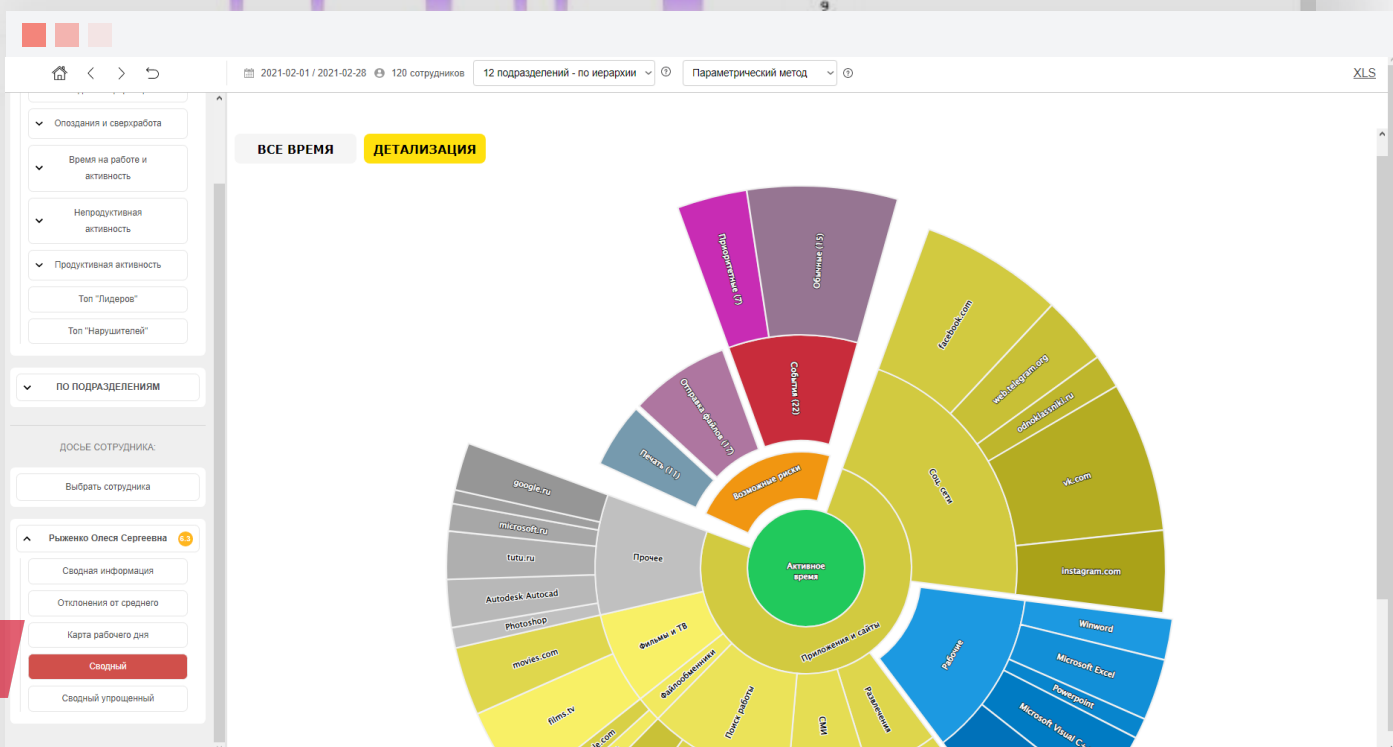 2021-02-01 / 2021-02-28
120 сотрудников
12 подразделений - по иерархии
Параметрический метод
XLS
Опоздания и сверхработа
Время на работе и
активность
Непродуктивная
активность
Продуктивная активность
Топ "Лидеров"
Топ "Нарушителей"
ПО ПОДРАЗДЕЛЕНИЯМ
ДОСЬЕ СОТРУДНИКА:
Выбрать сотрудника
Рыженко Олеся Сергеевна
6.3
Сводная информация
Отклонения от среднего
Карта рабочего дня
Сводный
Сводный упрощенный
ВСЕ ВРЕМЯ
ДЕТАЛИЗАЦИЯ
Приоритетные (7)
Обычные (15)
События (22)
Отправка файлов (17)
Печать (11)
Возможные риски
facebook.com
web.telegram.org
odnoklassniki.ru
vk.com
instagram.com
Соц. сети
Активное
время
Приложения и сайты
Прочее
google.ru
microsoft.ru
tutu.ru
Autodesk Autocad
Photoshop
Фильмы и ТВ
movies.com
films.tv
Файлообменники
Поиск работы
СМИ
Развлечения
Рабочие
Winword
Microsoft Excel
Powerpoint
Microsoft Visual C+